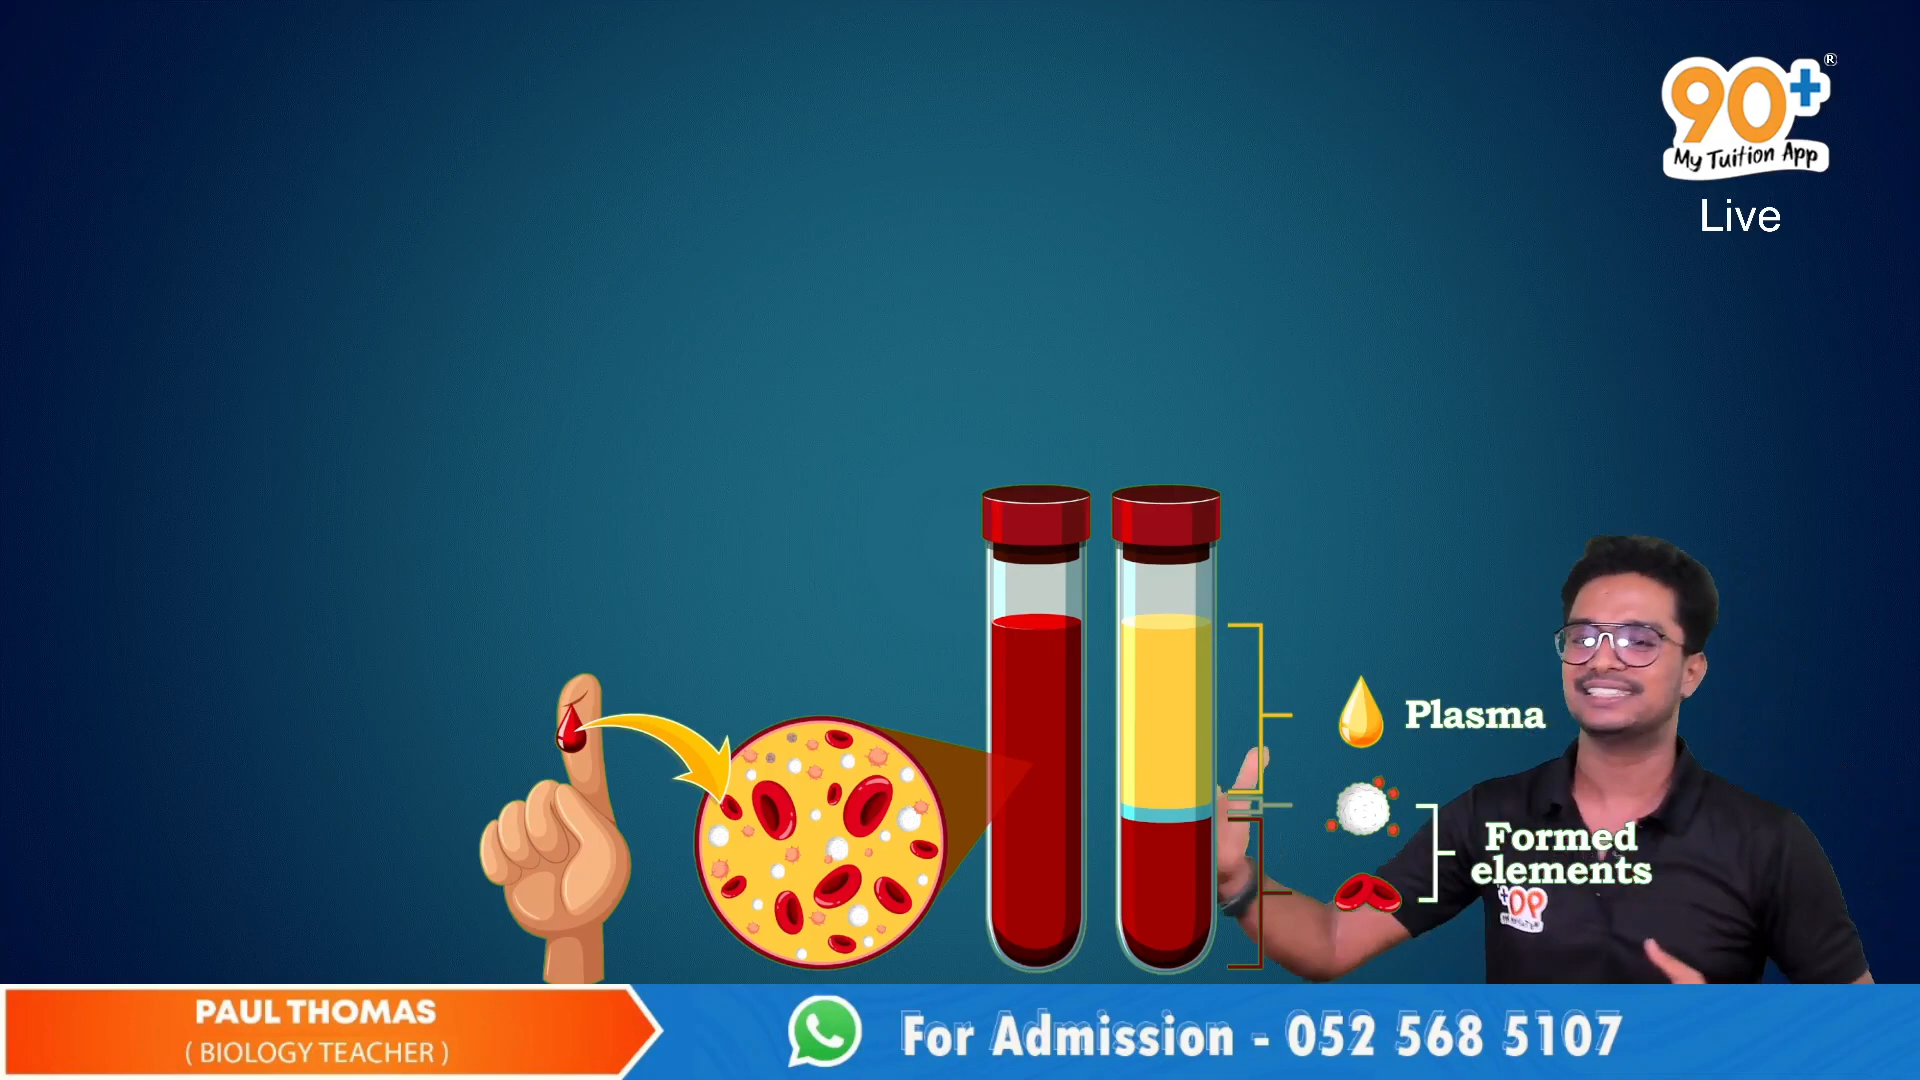 90+
®
My Tuition App
Live
Plasma
Formed
elements
PAUL THOMAS
( BIOLOGY TEACHER )
For Admission - 052 568 5107